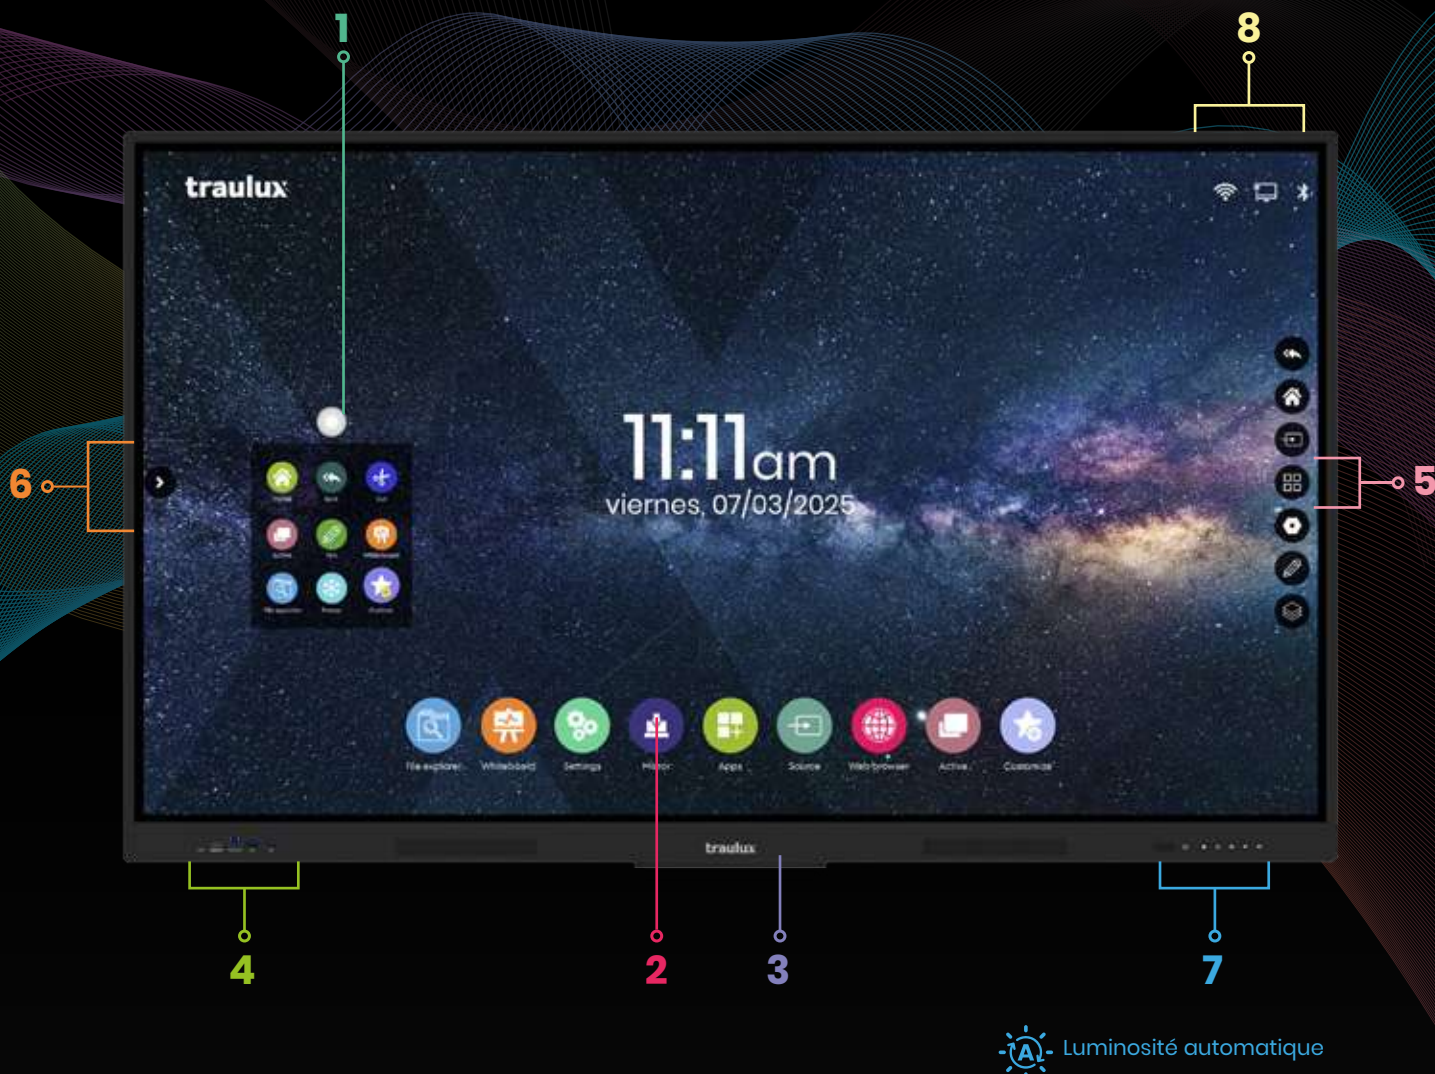 1
8
traulux
11:11am
viernes, 07/03/2025
6
5
File explorer
Whiteboard
Settings
Mirror
Apps
Source
Web browser
Active
Customize
traulux
4
2
3
7
A
Luminosité automatique